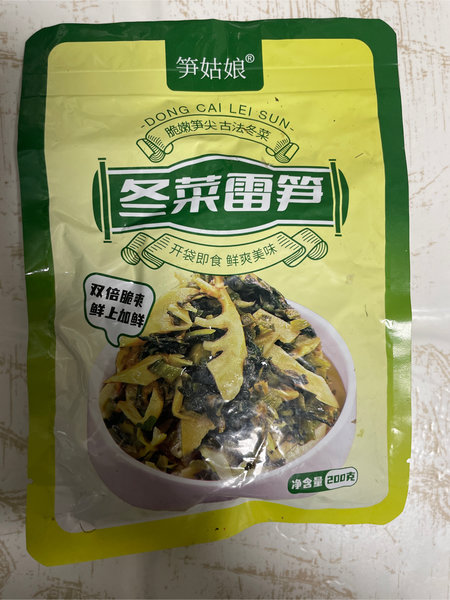 笋姑娘®
DONG CAI LEI SUN
脆嫩笋尖 古法冬菜
冬菜雷笋
开袋即食 鲜爽美味
双倍脆爽
鲜上加鲜
净含量 200克